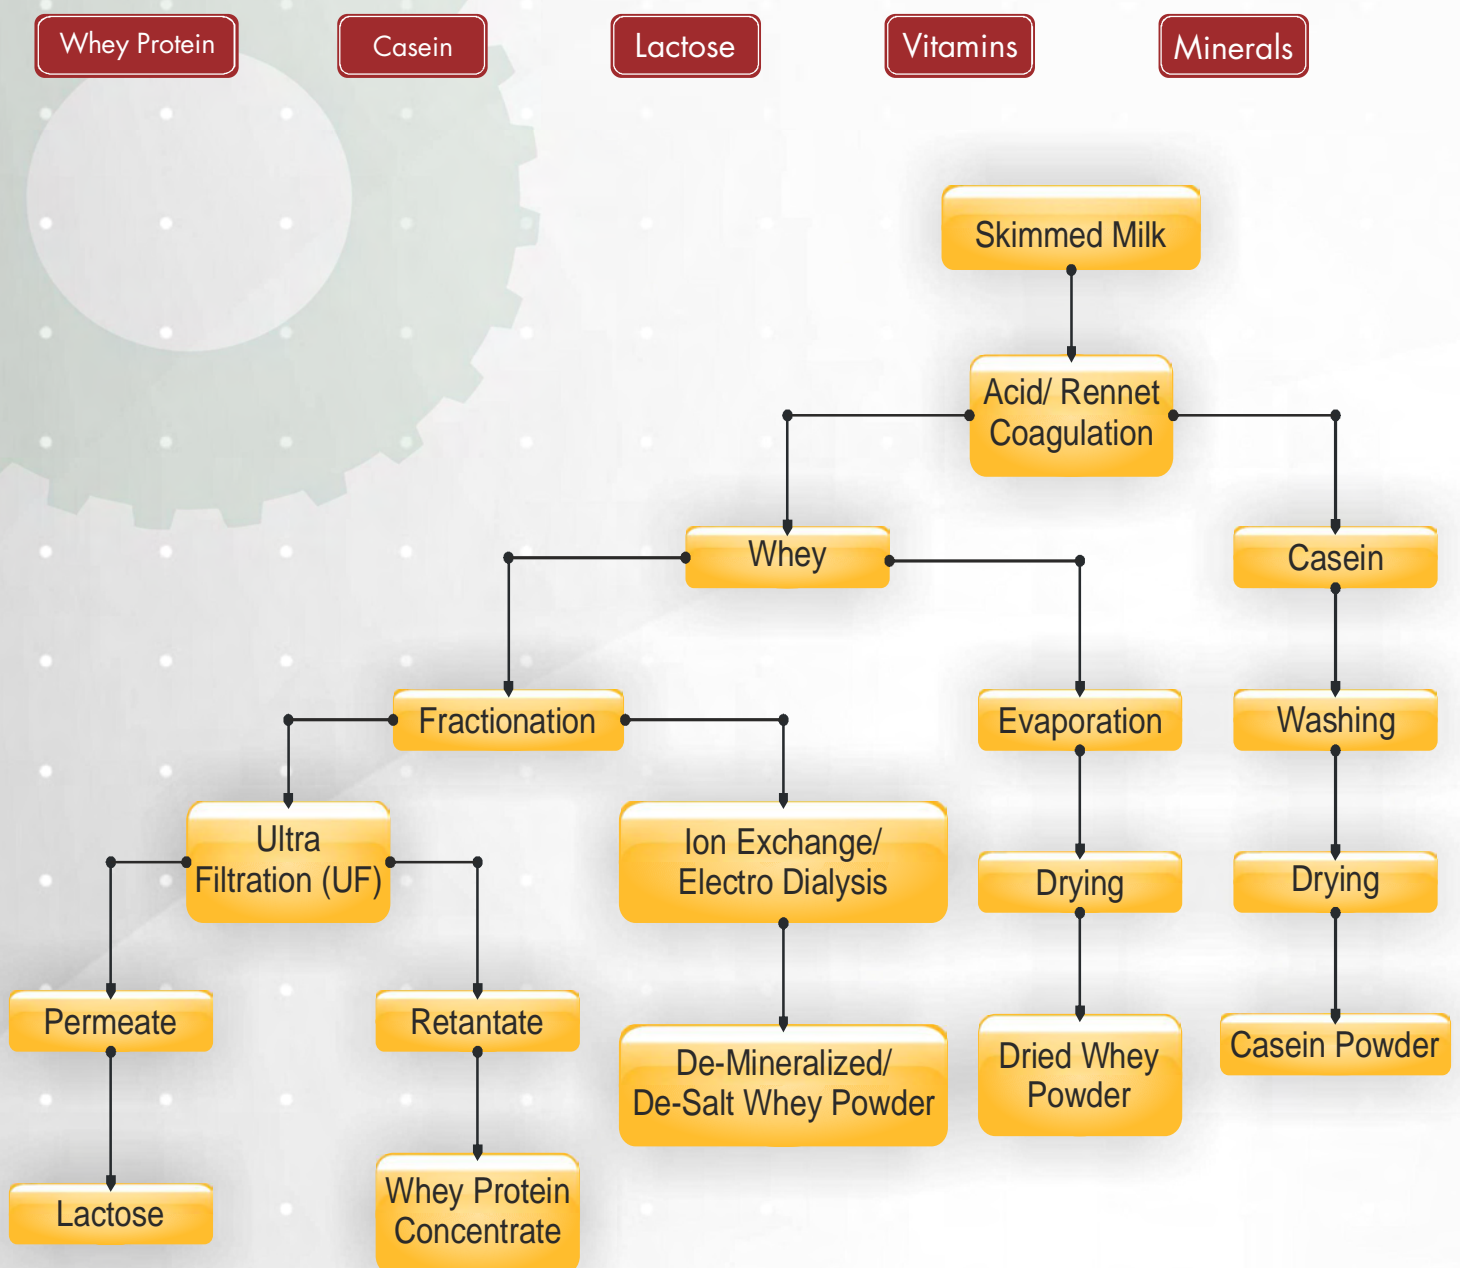 Whey Protein
Casein
Lactose
Vitamins
Minerals
Skimmed Milk
Acid/ Rennet
Coagulation
Whey
Casein
Fractionation
Evaporation
Washing
Ultra
Filtration (UF)
Ion Exchange/
Electro Dialysis
Drying
Drying
Permeate
Retantate
De-Mineralized/
De-Salt Whey Powder
Dried Whey
Powder
Casein Powder
Lactose
Whey Protein
Concentrate